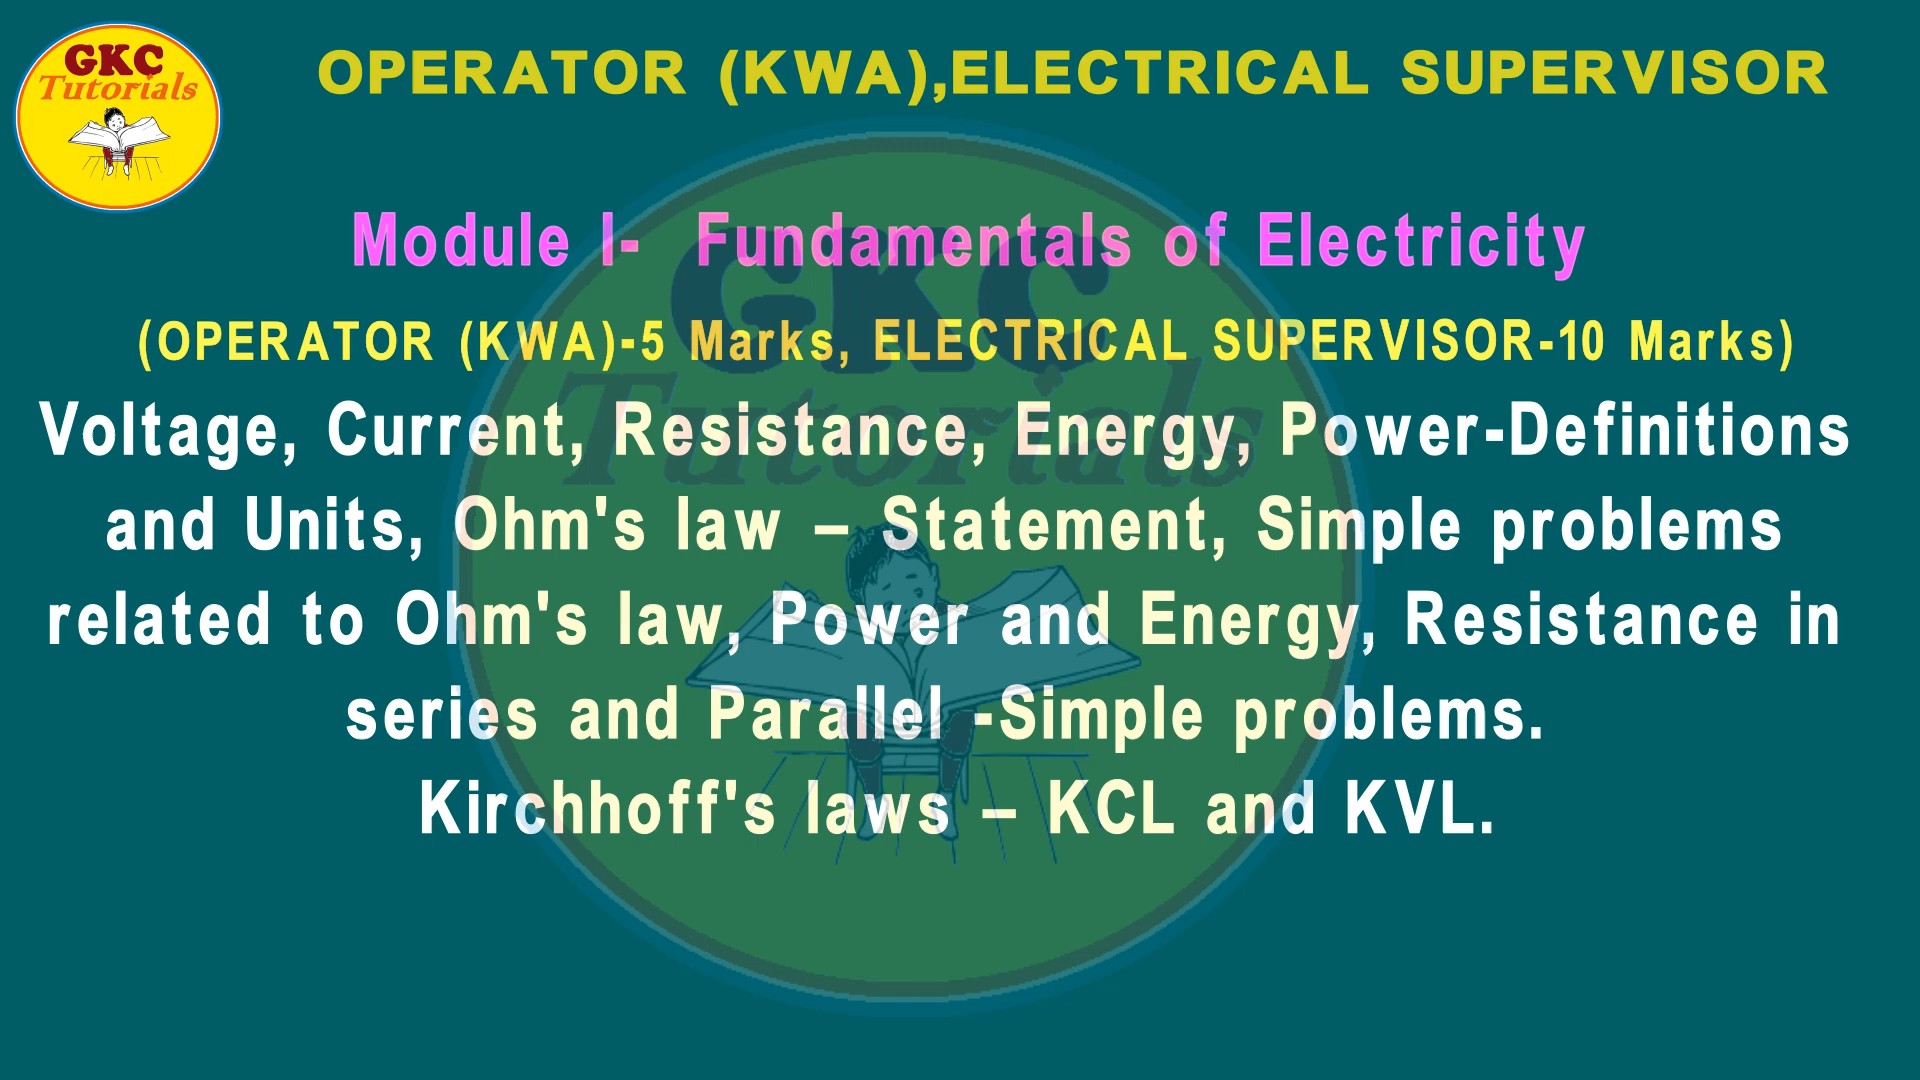 GKC
Tutorials
OPERATOR (KWA),ELECTRICAL SUPERVISOR
Module I- Fundamentals of Electricity
(OPERATOR (KWA)-5 Marks, ELECTRICAL SUPERVISOR-10 Marks)
Voltage, Current, Resistance, Energy, Power-Definitions
and Units, Ohm's law – Statement, Simple problems
related to Ohm's law, Power and Energy, Resistance in
series and Parallel -Simple problems.
Kirchhoff's laws – KCL and KVL.
GKC
Tutorials